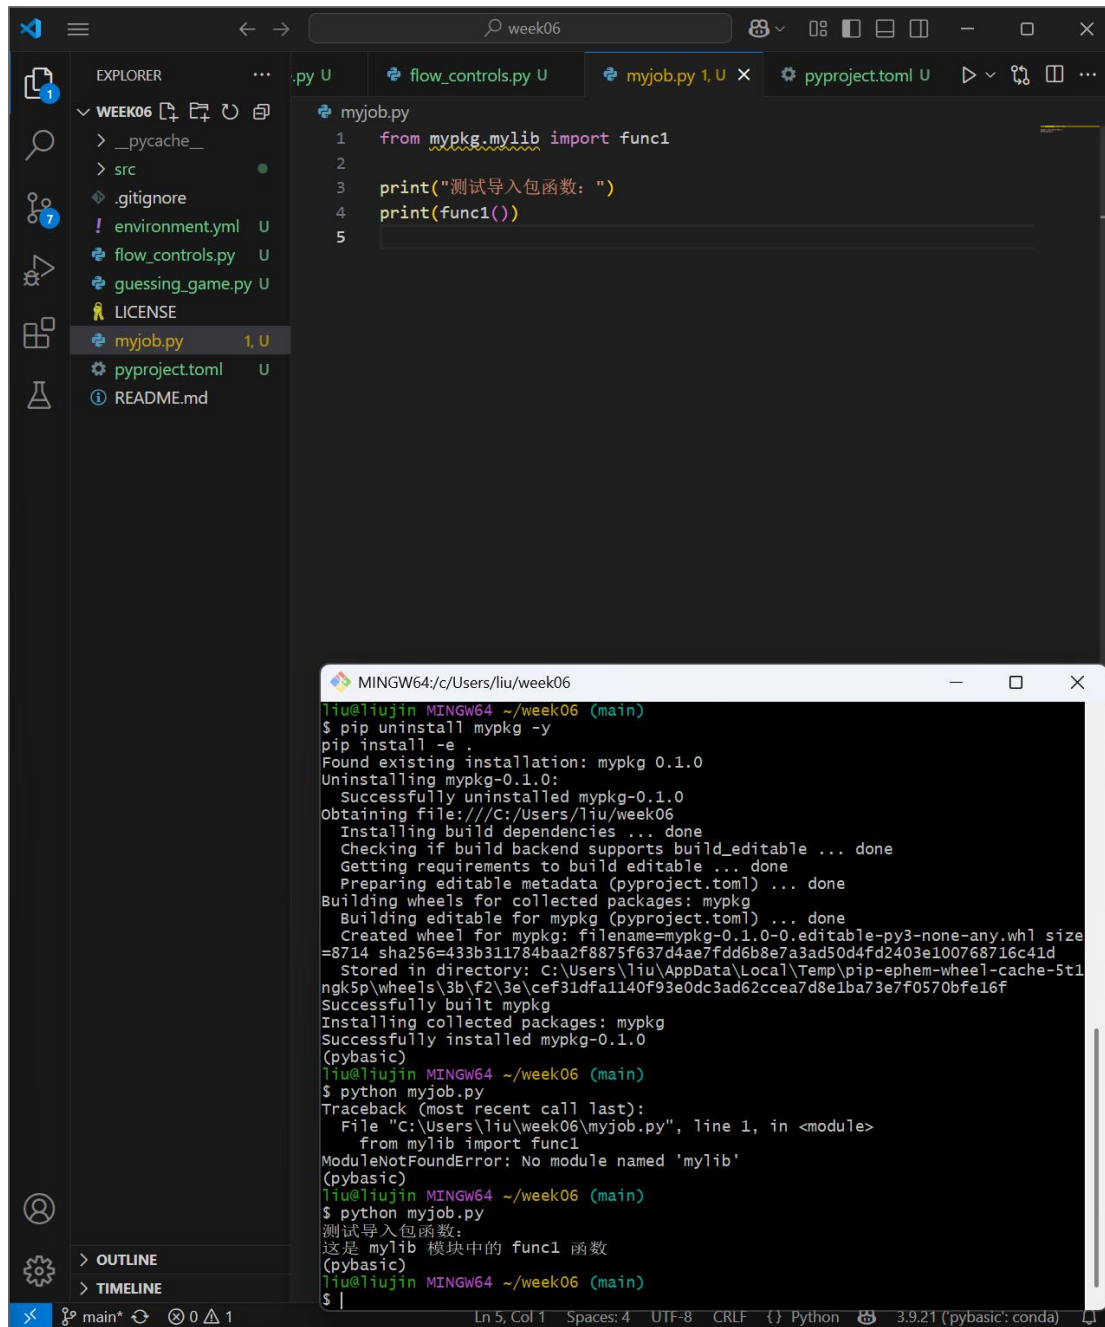 week06
EXPLORER
.py U
flow_controls.py U
myjob.py 1, U
pyproject.toml U
WEEK06
__pycache__
src
.gitignore
environment.yml U
flow_controls.py U
guessing_game.py U
LICENSE
myjob.py 1, U
pyproject.toml U
README.md
OUTLINE
TIMELINE
1
7
myjob.py
1 from mypkg.mylib import func1
2
3 print("测试导入包函数：")
4 print(func1())
5
MINGW64:/c/Users/liu/week06
liu@liujin MINGW64 ~/week06 (main)
$ pip uninstall mypkg -y
pip install -e .
Found existing installation: mypkg 0.1.0
Uninstalling mypkg-0.1.0:
Successfully uninstalled mypkg-0.1.0
Obtaining file:///C:/Users/liu/week06
Installing build dependencies ... done
Checking if build backend supports build_editable ... done
Getting requirements to build editable ... done
Preparing editable metadata (pyproject.toml) ... done
Building wheels for collected packages: mypkg
Building editable for mypkg (pyproject.toml) ... done
Created wheel for mypkg: filename=mypkg-0.1.0-0.editable-py3-none-any.whl size
=8714 sha256=433b311784baa2f8875f637d4ae7fdd6b8e7a3ad50d4fd2403e100768716c41d
Stored in directory: C:\Users\liu\AppData\Local\Temp\pip-ephem-wheel-cache-5t1
ngk5p\wheels\3b\f2\3e\cef31dfa1140f93e0dc3ad62ccea7d8e1ba73e7f0570bfe16f
Successfully built mypkg
Installing collected packages: mypkg
Successfully installed mypkg-0.1.0
(pybasic)
liu@liujin MINGW64 ~/week06 (main)
$ python myjob.py
Traceback (most recent call last):
File "C:\Users\liu\week06\myjob.py", line 1, in <module>
from mylib import func1
ModuleNotFoundError: No module named 'mylib'
(pybasic)
liu@liujin MINGW64 ~/week06 (main)
$ python myjob.py
测试导入包函数：
这是 mylib 模块中的 func1 函数
(pybasic)
liu@liujin MINGW64 ~/week06 (main)
$
main* 0 1 Ln 5, Col 1 Spaces: 4 UTF-8 CRLF {} Python 3.9.21 ('pybasic': conda)